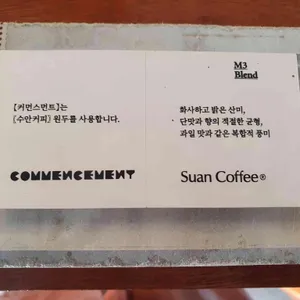 【커먼스먼트】는
《수안커피》 원두를 사용합니다.
COMMENCEMENT
M3
Blend
화사하고 밝은 산미,
단맛과 향의 적절한 균형,
과일 맛과 같은 복합적 풍미
Suan Coffee®